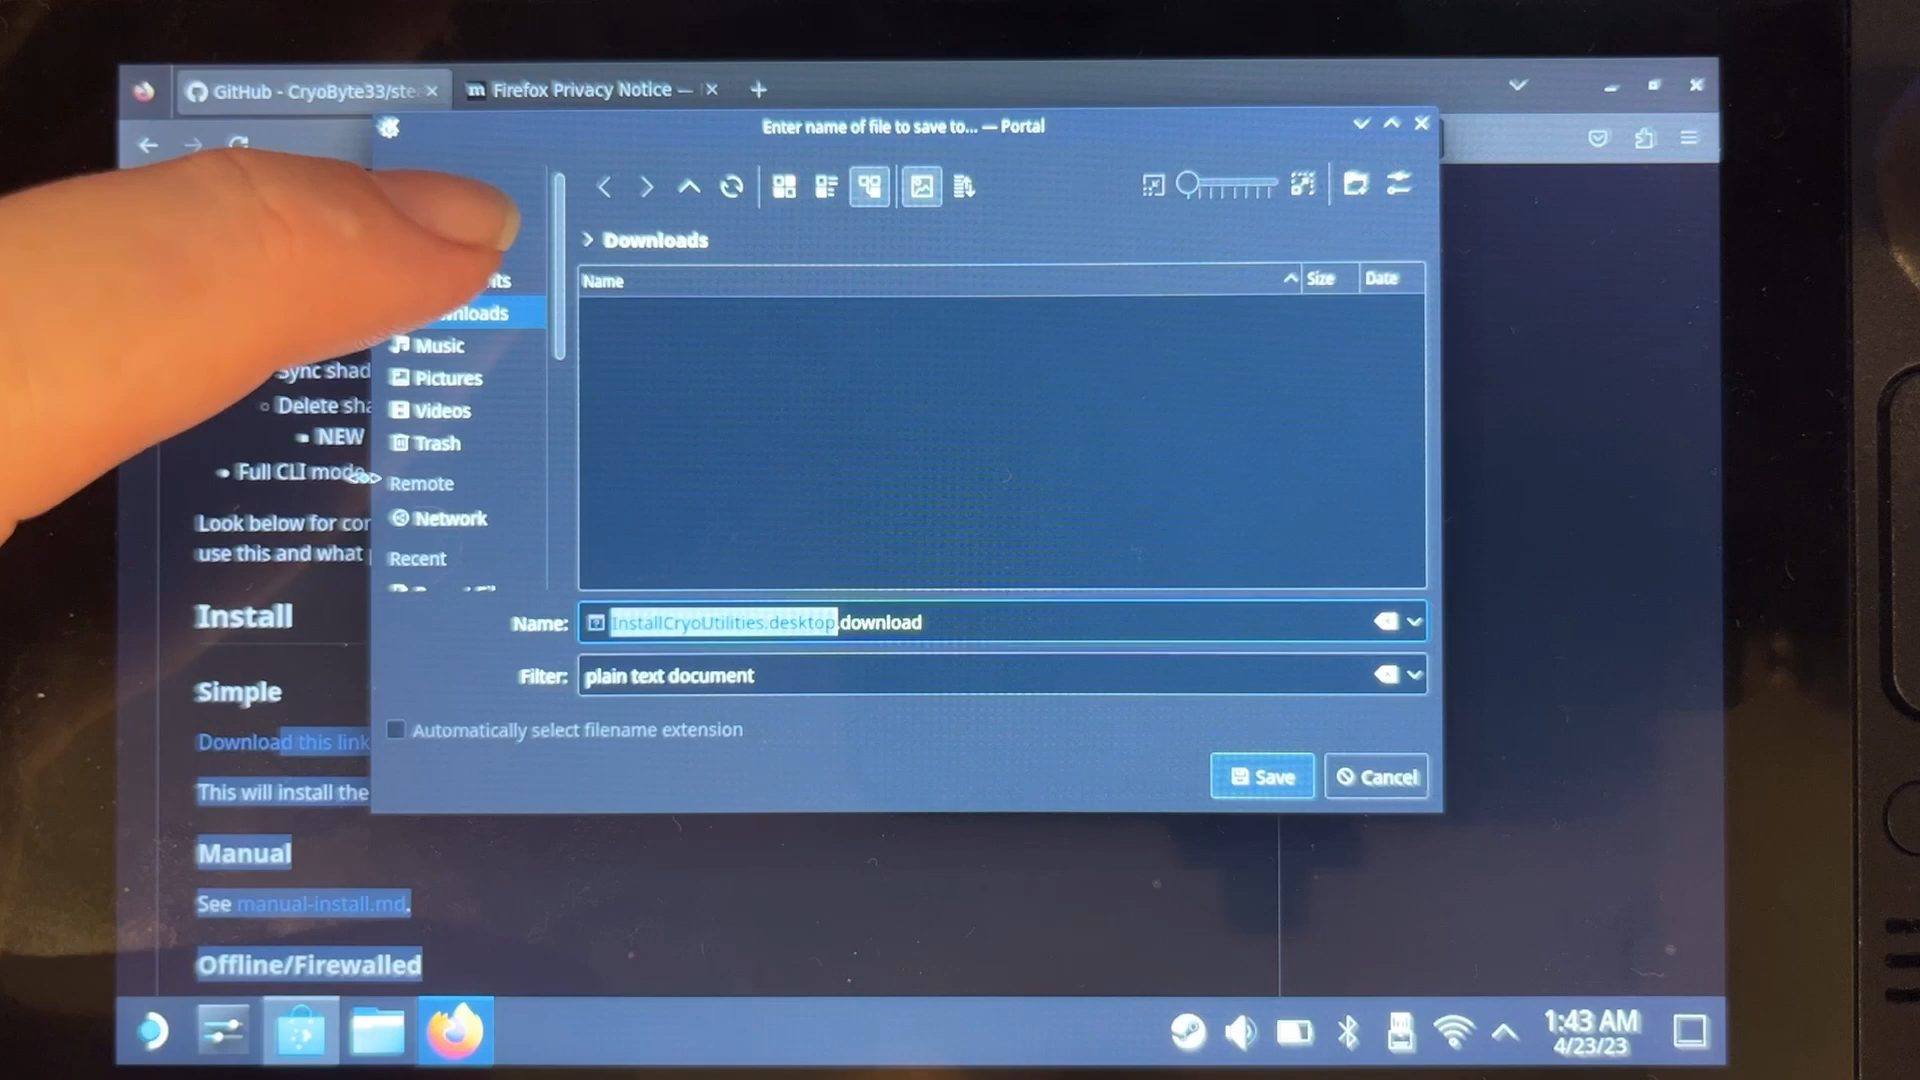 GitHub - CryoByte33/ste
Firefox Privacy Notice —
Enter name of file to save to... — Portal
Downloads
Name
Size
Date
Music
Pictures
Videos
Trash
Remote
Network
Recent
Name:
InstallCryoUtilities.desktop.download
Filter:
plain text document
Automatically select filename extension
Save
Cancel
Sync shad
Delete sha
NEW
Full CLI mode
Look below for cor
use this and what
Install
Simple
Download this link
This will install the
Manual
See manual-install.md.
Offline/Firewalled
1:43 AM
4/23/23